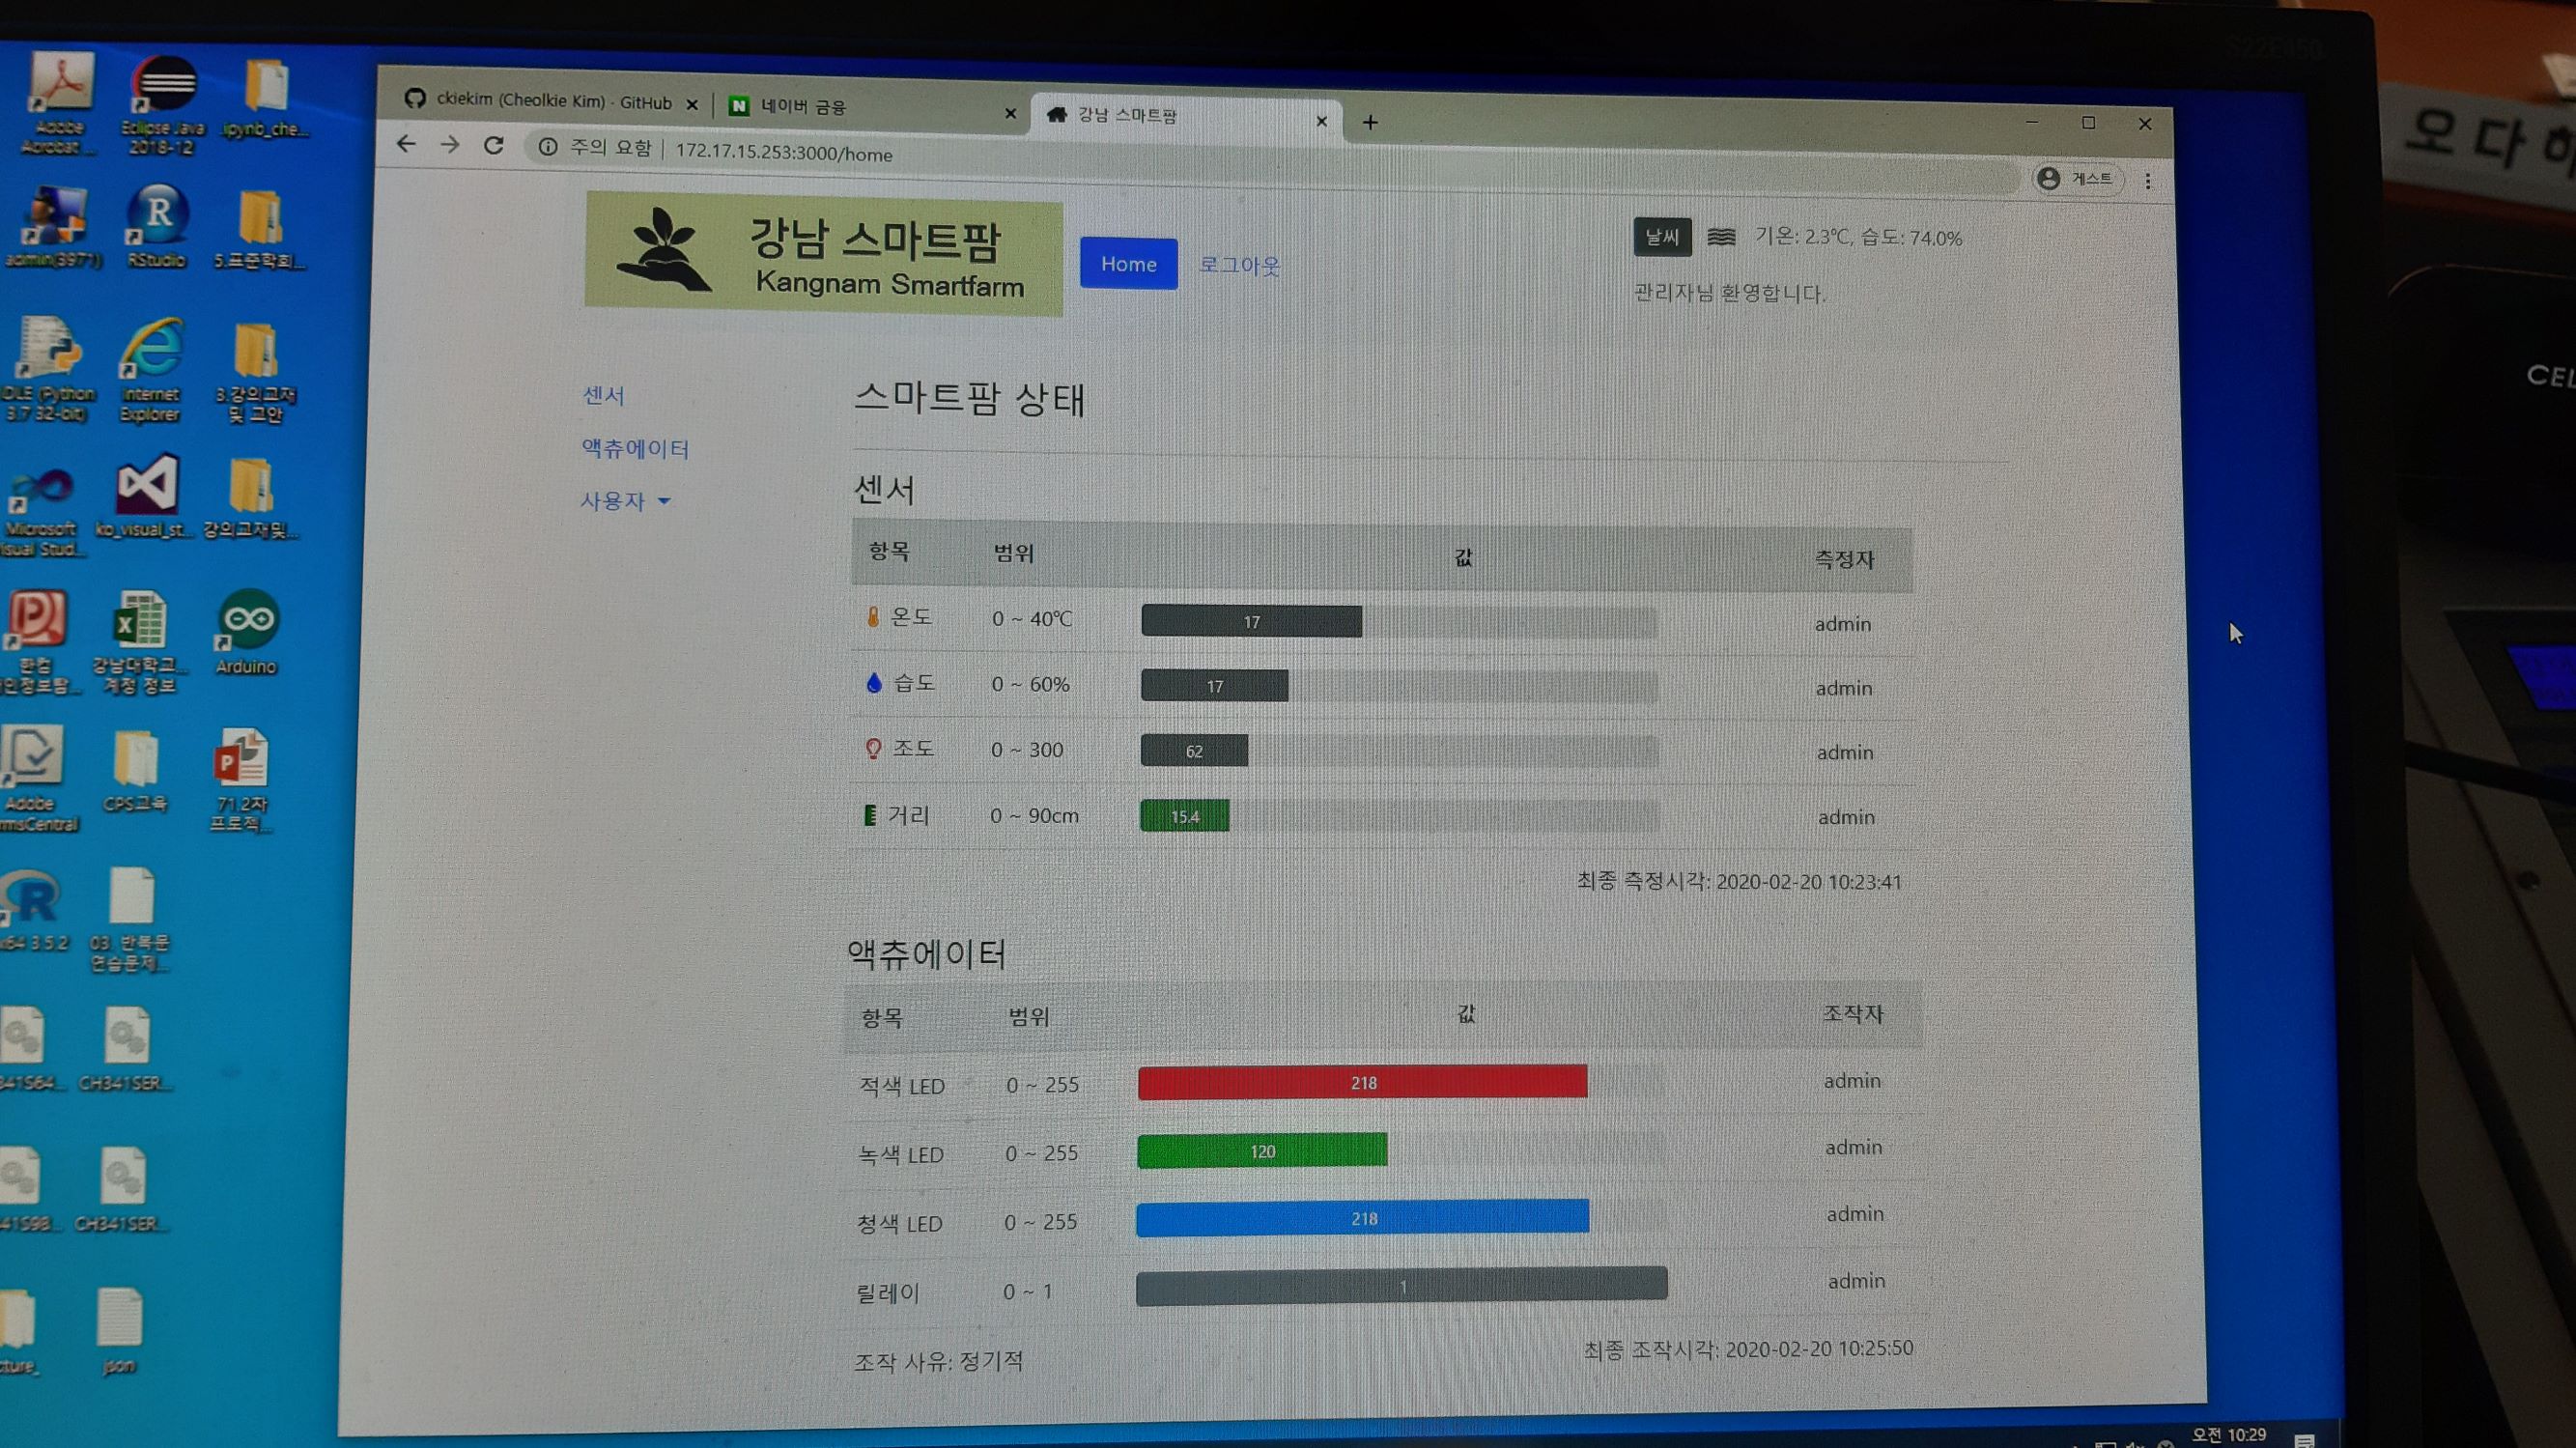 S22E450
오다하
CEL
Adobe
Acrobat ...
Eclipse Java
2018-12
.ipynb_che...
admin(3971)
RStudio
5.표준학회...
IDLE (Python
3.7 32-bit)
Internet
Explorer
3.강의교재
및 교안
Microsoft
isual Stud...
ko_visual_st...
강의교재및...
한컴
인정보탐...
강남대학교...
계정 정보
Arduino
Adobe
rmsCentral
CPS교육
71.2차
프로젝...
x64 3.5.2
03. 반복문
연습문제...
341S64...
CH341SER...
341S98...
CH341SER...
cture_
json
ckiekim (Cheolkie Kim) · GitHub
네이버 금융
강남 스마트팜
주의 요함 | 172.17.15.253:3000/home
게스트
강남 스마트팜
Kangnam Smartfarm
Home
로그아웃
날씨 기온: 2.3℃, 습도: 74.0%
관리자님 환영합니다.
센서
액츄에이터
사용자
스마트팜 상태
센서
항목 범위 값 측정자
온도 0 ~ 40℃ 17 admin
습도 0 ~ 60% 17 admin
조도 0 ~ 300 62 admin
거리 0 ~ 90cm 15.4 admin
최종 측정시각: 2020-02-20 10:23:41
액츄에이터
항목 범위 값 조작자
적색 LED 0 ~ 255 218 admin
녹색 LED 0 ~ 255 120 admin
청색 LED 0 ~ 255 218 admin
릴레이 0 ~ 1 1 admin
조작 사유: 정기적
최종 조작시각: 2020-02-20 10:25:50
오전 10:29